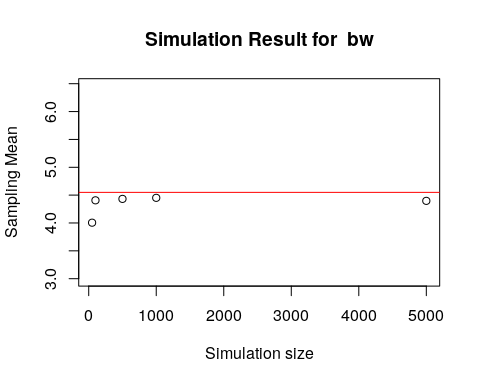 Simulation Result for  bw
Sampling Mean
6.0
5.0
4.0
3.0
0 1000 2000 3000 4000 5000
Simulation size